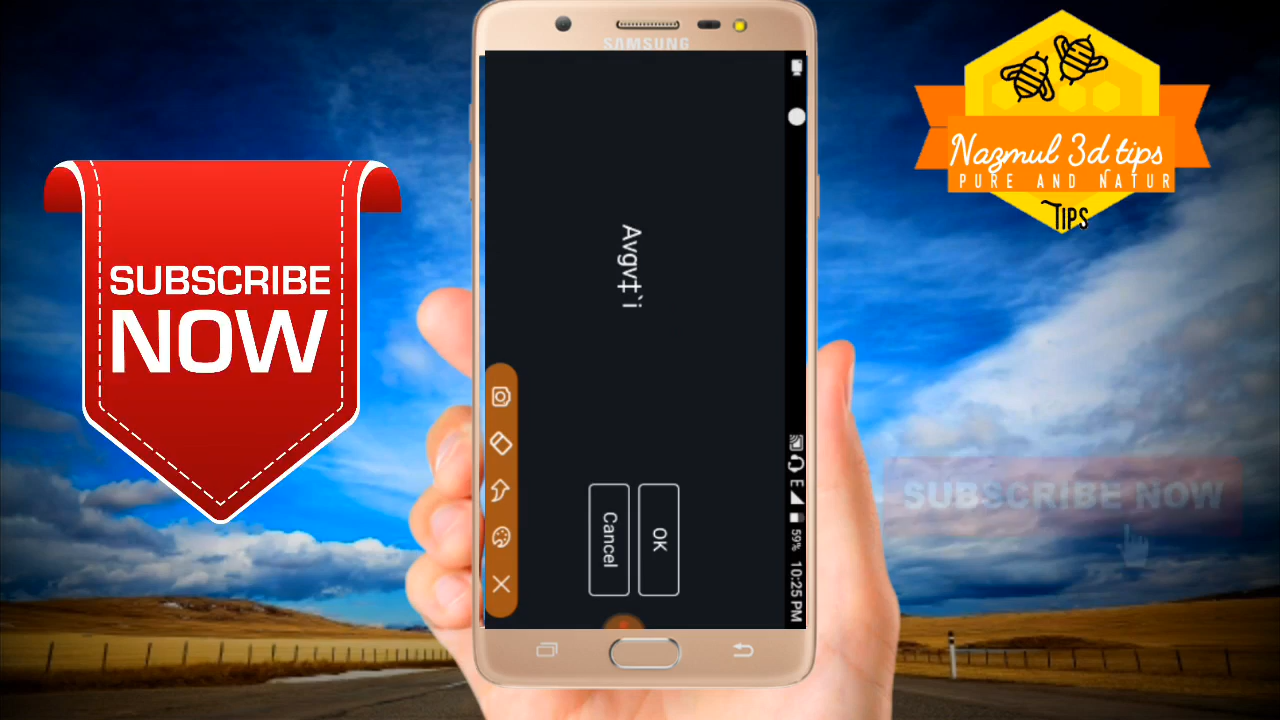 SUBSCRIBE
NOW
SAMSUNG
Avgv‡`i
OK
Cancel
E
59%
10:25 PM
Nazmul 3d tips
PURE AND NATUR
TIPS
SUBSCRIBE NOW